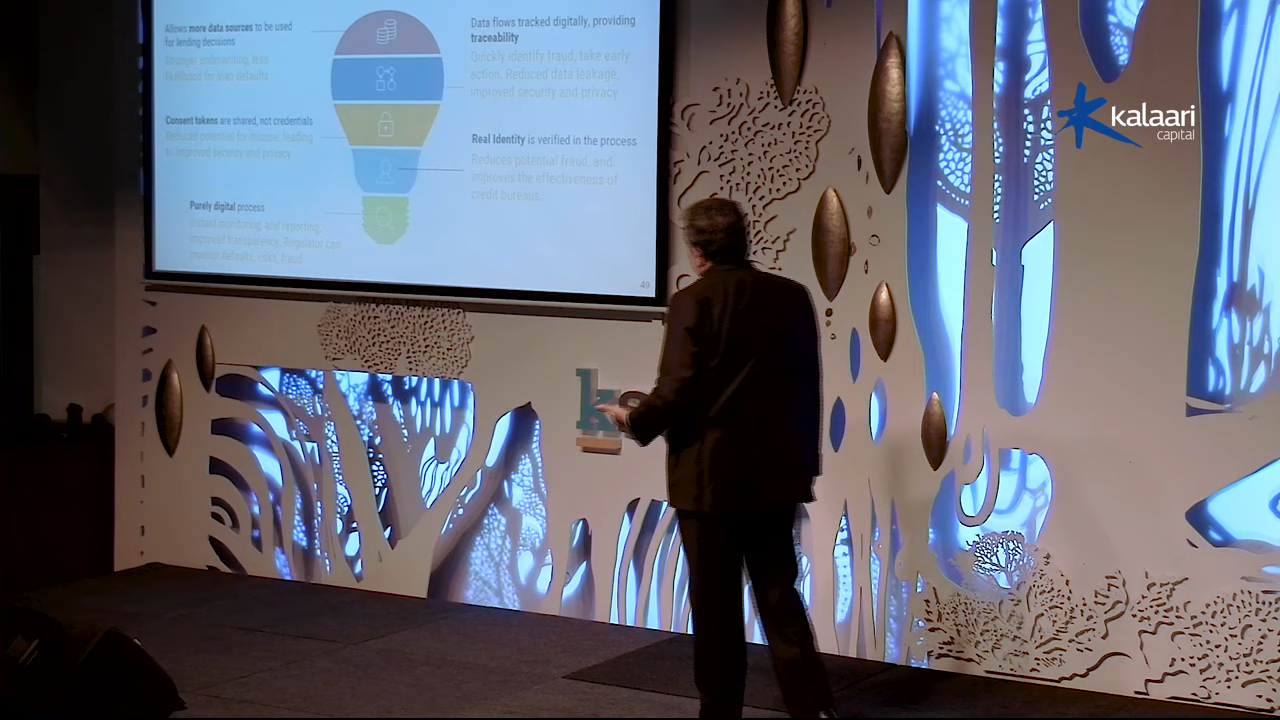 Allows more data sources to be used
for lending decisions
Stronger underwriting, less
likelihood for loan defaults
Consent tokens are shared, not credentials
Reduced potential for misuse, leading
to improved security and privacy
Purely digital process
Instant monitoring, and reporting,
improved transparency. Regulator can
monitor defaults, risks, fraud
Data flows tracked digitally, providing
traceability
Quickly identify fraud, take early
action. Reduced data leakage,
improved security and privacy
Real Identity is verified in the process
Reduces potential fraud, and
improves the effectiveness of
credit bureaus.
49
kalaari
capital
k